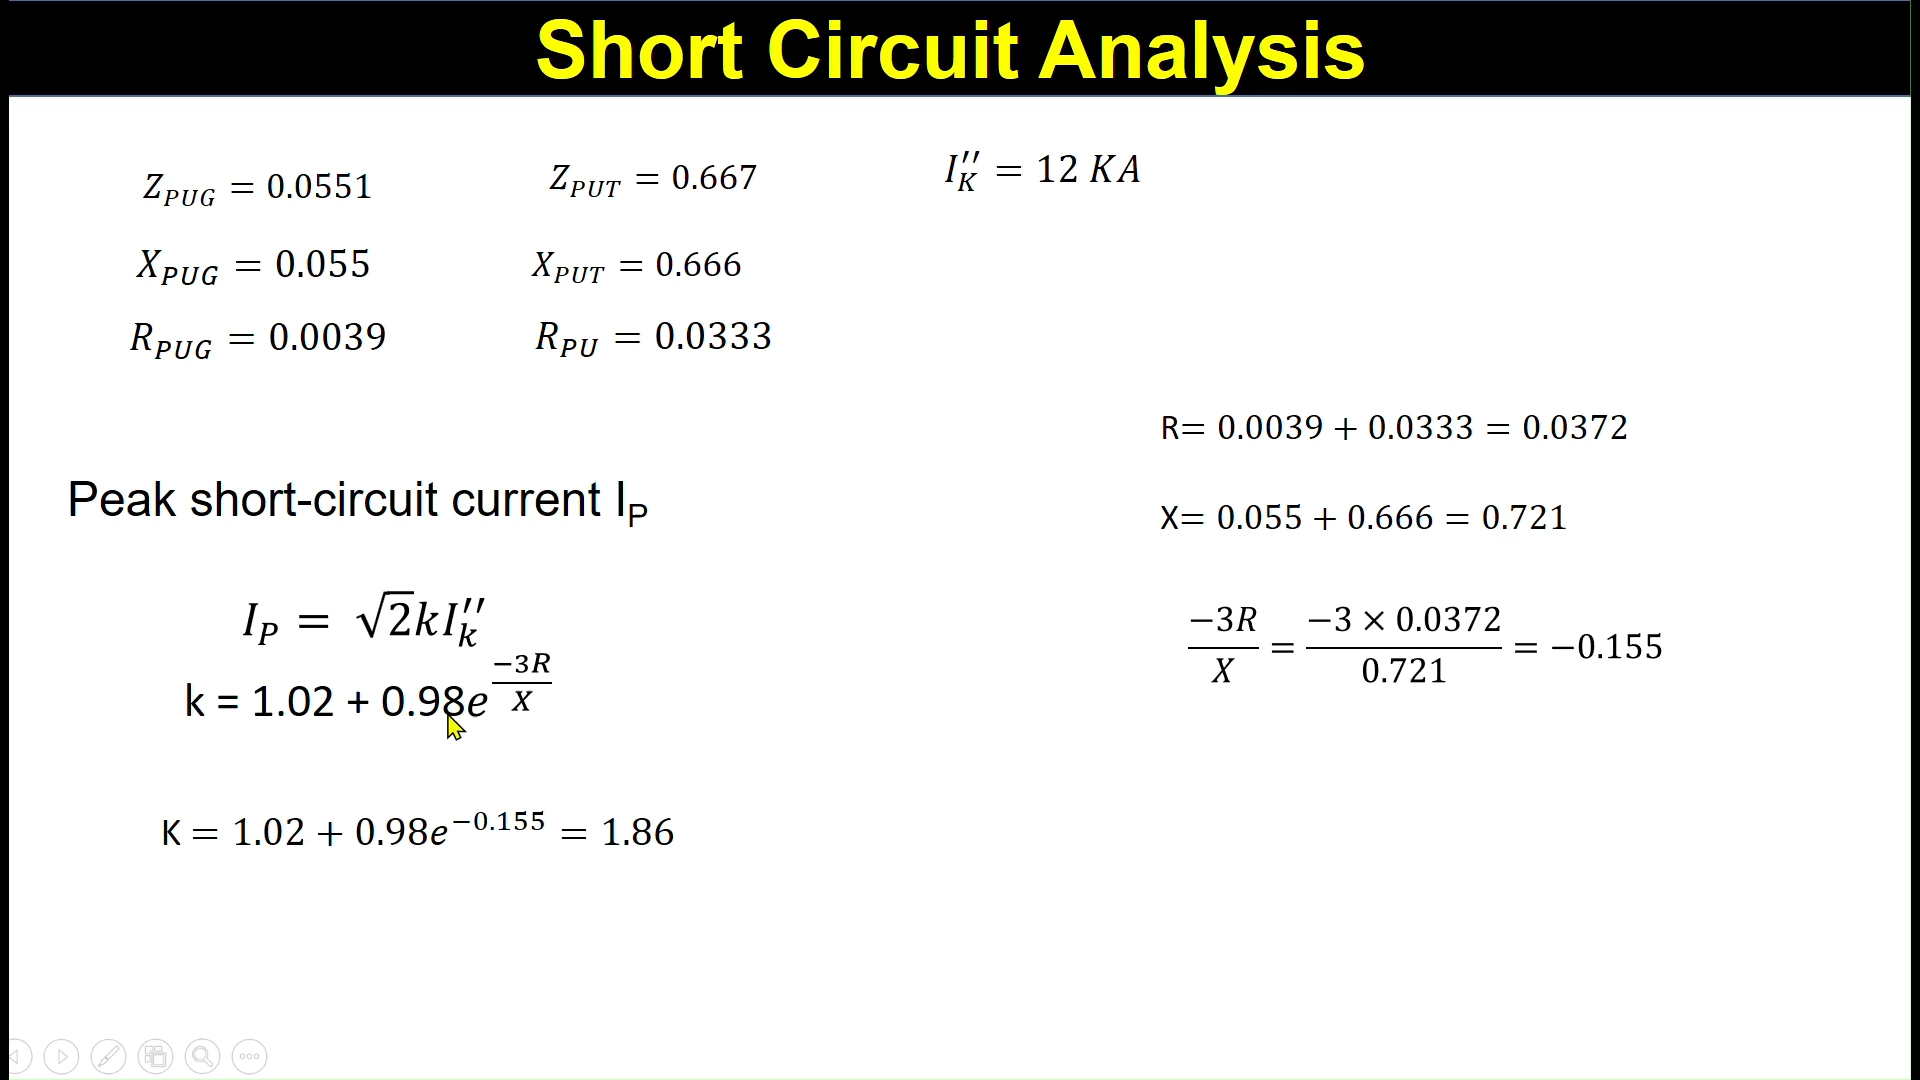 Short Circuit Analysis
Z_PUG = 0.0551
Z_PUT = 0.667
I″_K = 12 KA
X_PUG = 0.055
X_PUT = 0.666
R_PUG = 0.0039
R_PU = 0.0333
R= 0.0039 + 0.0333 = 0.0372
Peak short-circuit current I_P
X= 0.055 + 0.666 = 0.721
I_P = √2kI″_k
k = 1.02 + 0.98e^(−3R/X)
−3R/X = −3 × 0.0372/0.721 = −0.155
K = 1.02 + 0.98e^−0.155 = 1.86